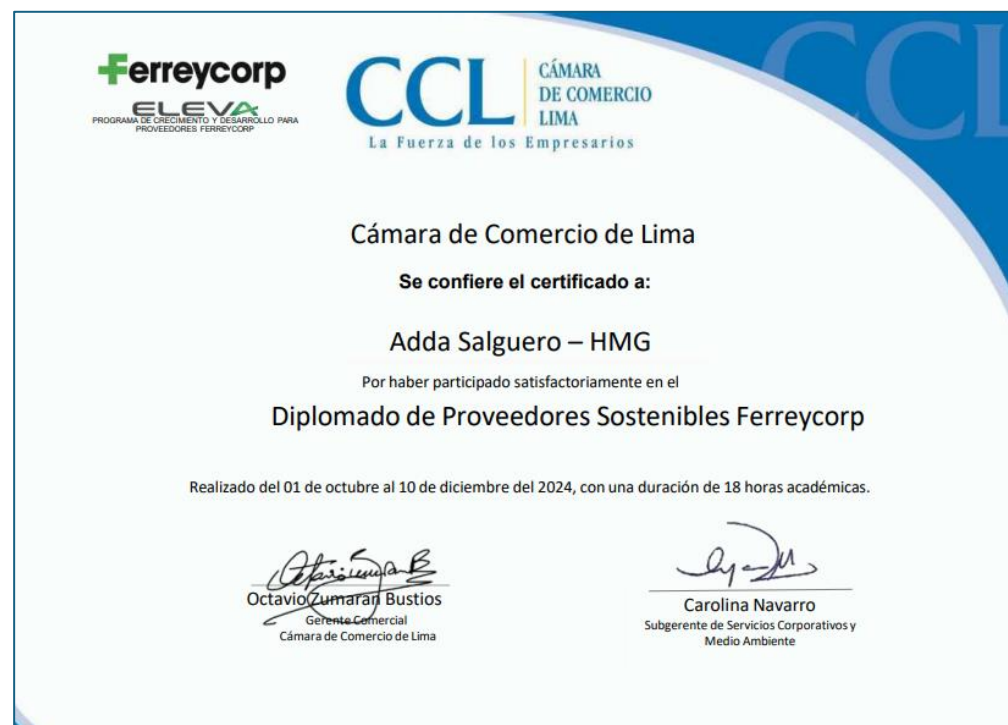 Ferreycorp
ELEVA
PROGRAMA DE CRECIMIENTO Y DESARROLLO PARA
PROVEEDORES FERREYCORP
CCL
CÁMARA
DE COMERCIO
LIMA
La Fuerza de los Empresarios
CCL
Cámara de Comercio de Lima
Se confiere el certificado a:
Adda Salguero – HMG
Por haber participado satisfactoriamente en el
Diplomado de Proveedores Sostenibles Ferreycorp
Realizado del 01 de octubre al 10 de diciembre del 2024, con una duración de 18 horas académicas.
Octavio Zumaran Bustios
Gerente Comercial
Cámara de Comercio de Lima
Carolina Navarro
Subgerente de Servicios Corporativos y
Medio Ambiente